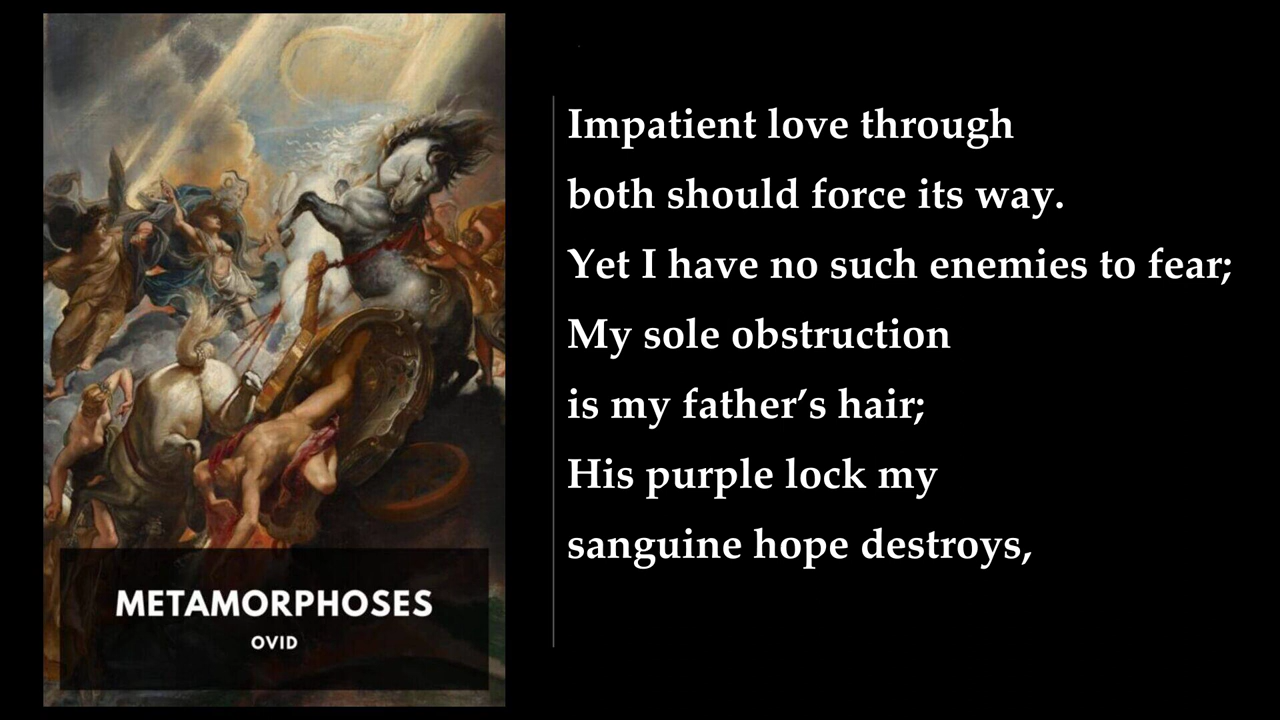 METAMORPHOSES
OVID
Impatient love through
both should force its way.
Yet I have no such enemies to fear;
My sole obstruction
is my father’s hair;
His purple lock my
sanguine hope destroys,